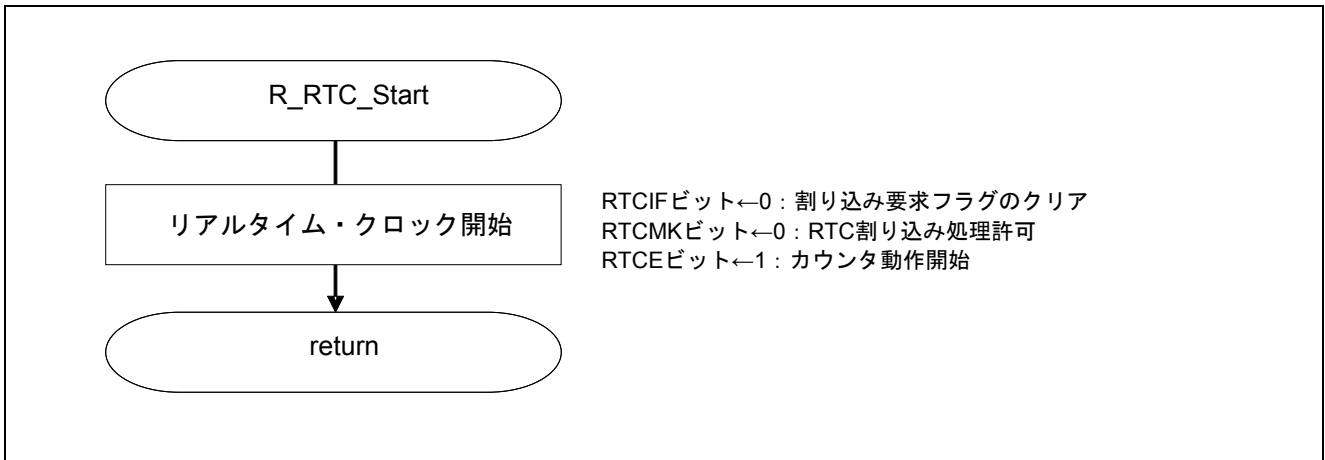 R_RTC_Start
リアルタイム・クロック開始
RTCIFビット←0：割り込み要求フラグのクリア
RTCMKビット←0：RTC割り込み処理許可
RTCEビット←1：カウンタ動作開始
return